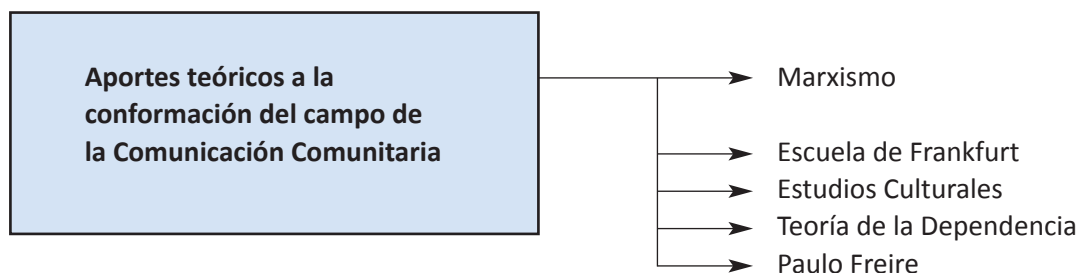 Aportes teóricos a la
conformación del campo de
la Comunicación Comunitaria
Marxismo
Escuela de Frankfurt
Estudios Culturales
Teoría de la Dependencia
Paulo Freire